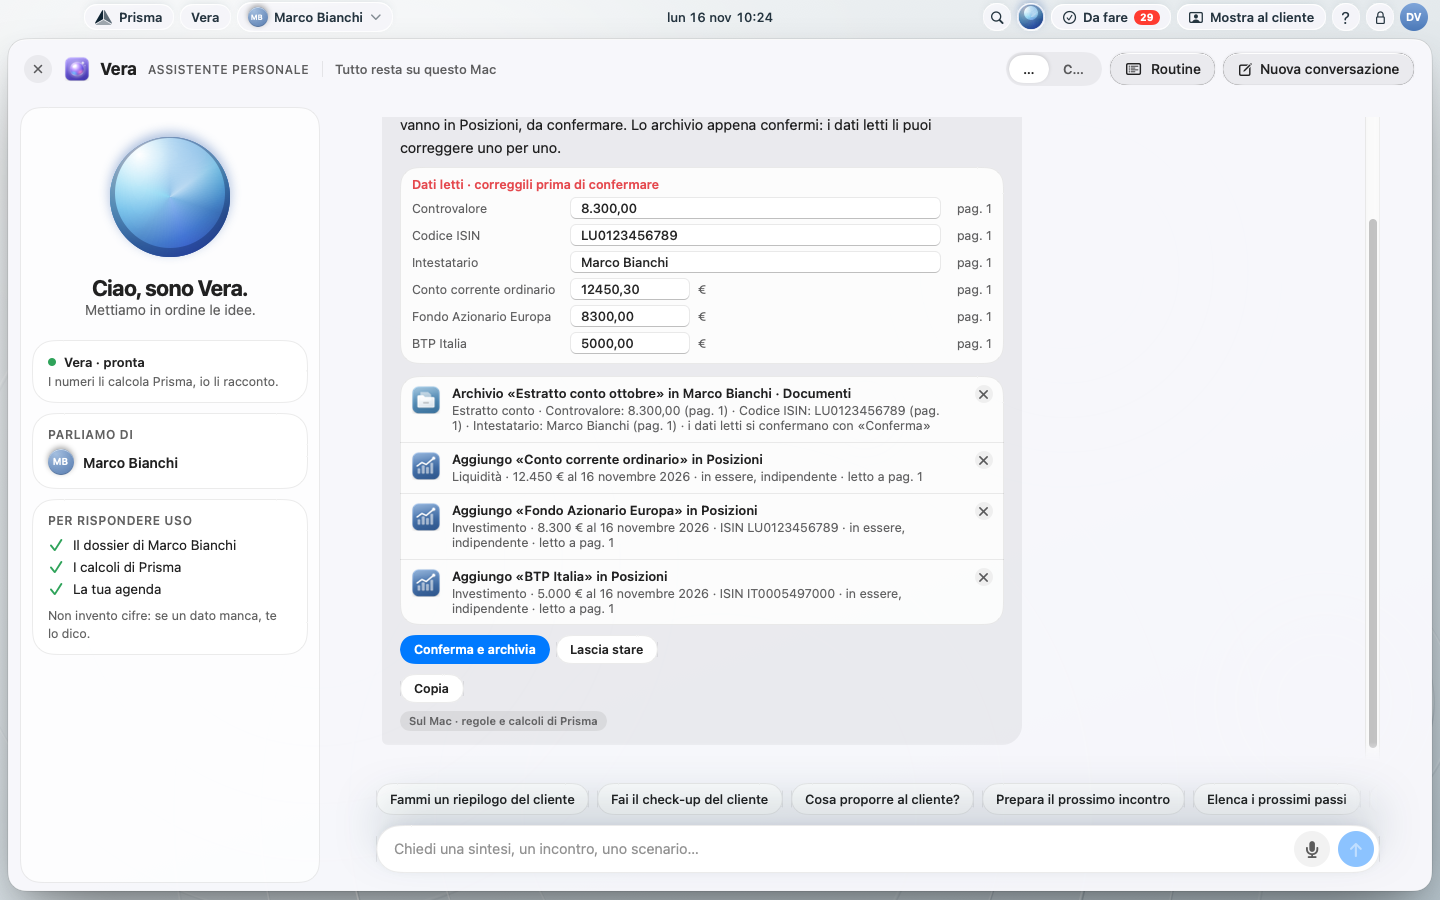 Prisma
Vera
MB Marco Bianchi
lun 16 nov 10:24
Da fare 29
Mostra al cliente
?
DV
Vera ASSISTENTE PERSONALE
Tutto resta su questo Mac
...
C...
Routine
Nuova conversazione
Ciao, sono Vera.
Mettiamo in ordine le idee.
Vera · pronta
I numeri li calcola Prisma, io li racconto.
PARLIAMO DI
MB Marco Bianchi
PER RISPONDERE USO
Il dossier di Marco Bianchi
I calcoli di Prisma
La tua agenda
Non invento cifre: se un dato manca, te
lo dico.
vanno in Posizioni, da confermare. Lo archivio appena confermi: i dati letti li puoi
correggere uno per uno.
Dati letti · correggili prima di confermare
Controvalore 8.300,00 pag. 1
Codice ISIN LU0123456789 pag. 1
Intestatario Marco Bianchi pag. 1
Conto corrente ordinario 12450,30 € pag. 1
Fondo Azionario Europa 8300,00 € pag. 1
BTP Italia 5000,00 € pag. 1
Archivio «Estratto conto ottobre» in Marco Bianchi · Documenti
Estratto conto · Controvalore: 8.300,00 (pag. 1) · Codice ISIN: LU0123456789 (pag.
1) · Intestatario: Marco Bianchi (pag. 1) · i dati letti si confermano con «Conferma»
Aggiungo «Conto corrente ordinario» in Posizioni
Liquidità · 12.450 € al 16 novembre 2026 · in essere, indipendente · letto a pag. 1
Aggiungo «Fondo Azionario Europa» in Posizioni
Investimento · 8.300 € al 16 novembre 2026 · ISIN LU0123456789 · in essere,
indipendente · letto a pag. 1
Aggiungo «BTP Italia» in Posizioni
Investimento · 5.000 € al 16 novembre 2026 · ISIN IT0005497000 · in essere,
indipendente · letto a pag. 1
Conferma e archivia
Lascia stare
Copia
Sul Mac · regole e calcoli di Prisma
Fammi un riepilogo del cliente
Fai il check-up del cliente
Cosa proporre al cliente?
Prepara il prossimo incontro
Elenca i prossimi passi
Chiedi una sintesi, un incontro, uno scenario...